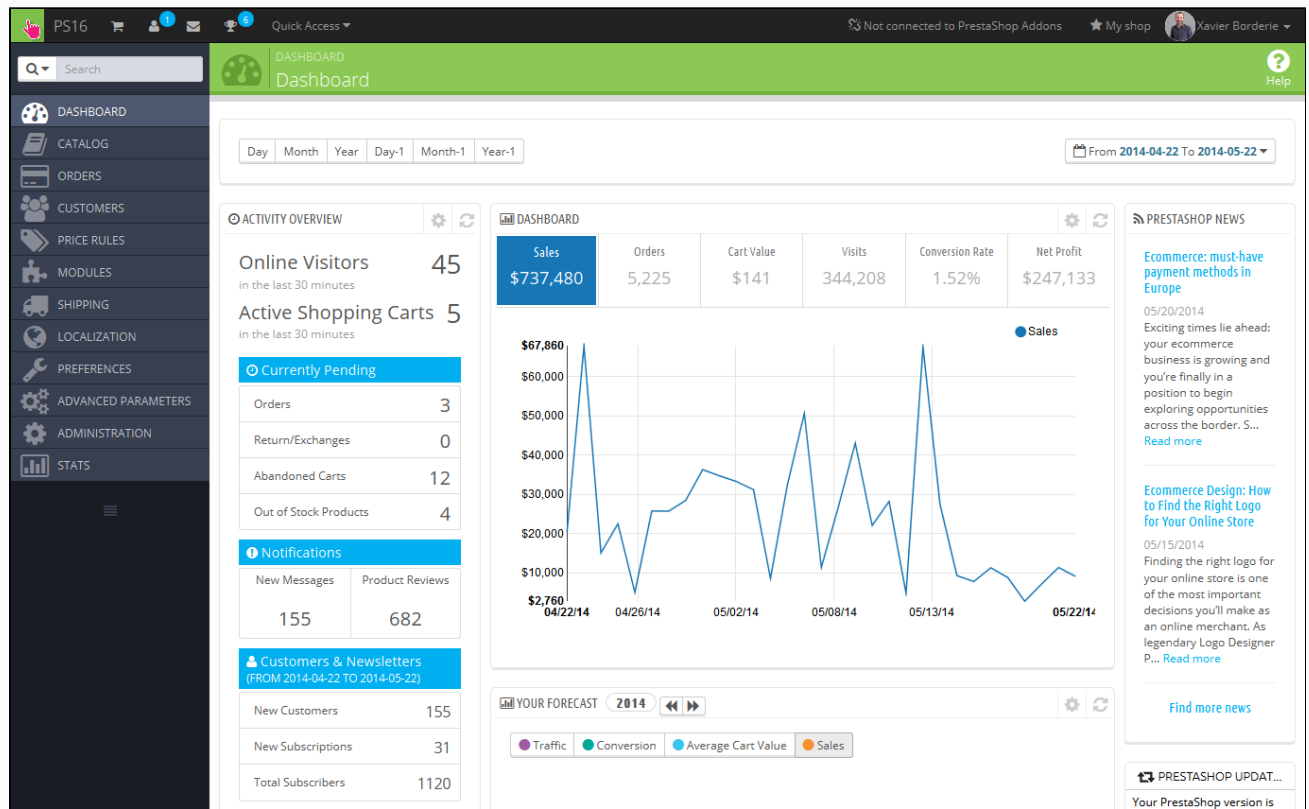 PS16
1
6
Quick Access
Not connected to PrestaShop Addons
My shop
Xavier Borderie
Search
DASHBOARD
Dashboard
Help
DASHBOARD
CATALOG
ORDERS
CUSTOMERS
PRICE RULES
MODULES
SHIPPING
LOCALIZATION
PREFERENCES
ADVANCED PARAMETERS
ADMINISTRATION
STATS
Day Month Year Day-1 Month-1 Year-1
From 2014-04-22 To 2014-05-22
ACTIVITY OVERVIEW
Online Visitors 45
in the last 30 minutes
Active Shopping Carts 5
in the last 30 minutes
Currently Pending
Orders 3
Return/Exchanges 0
Abandoned Carts 12
Out of Stock Products 4
Notifications
New Messages Product Reviews
155 682
Customers & Newsletters
(FROM 2014-04-22 TO 2014-05-22)
New Customers 155
New Subscriptions 31
Total Subscribers 1120
DASHBOARD
Sales Orders Cart Value Visits Conversion Rate Net Profit
$737,480 5,225 $141 344,208 1.52% $247,133
Sales
$67,860
$60,000
$50,000
$40,000
$30,000
$20,000
$10,000
$2,760
04/22/14 04/26/14 05/02/14 05/08/14 05/13/14 05/22/14
YOUR FORECAST 2014
Traffic Conversion Average Cart Value Sales
PRESTASHOP NEWS
Ecommerce: must-have
payment methods in
Europe
05/20/2014
Exciting times lie ahead:
your ecommerce
business is growing and
you're finally in a
position to begin
exploring opportunities
across the border. S...
Read more
Ecommerce Design: How
to Find the Right Logo
for Your Online Store
05/15/2014
Finding the right logo for
your online store is one
of the most important
decisions you'll make as
an online merchant. As
legendary Logo Designer
P... Read more
Find more news
PRESTASHOP UPDAT...
Your PrestaShop version is